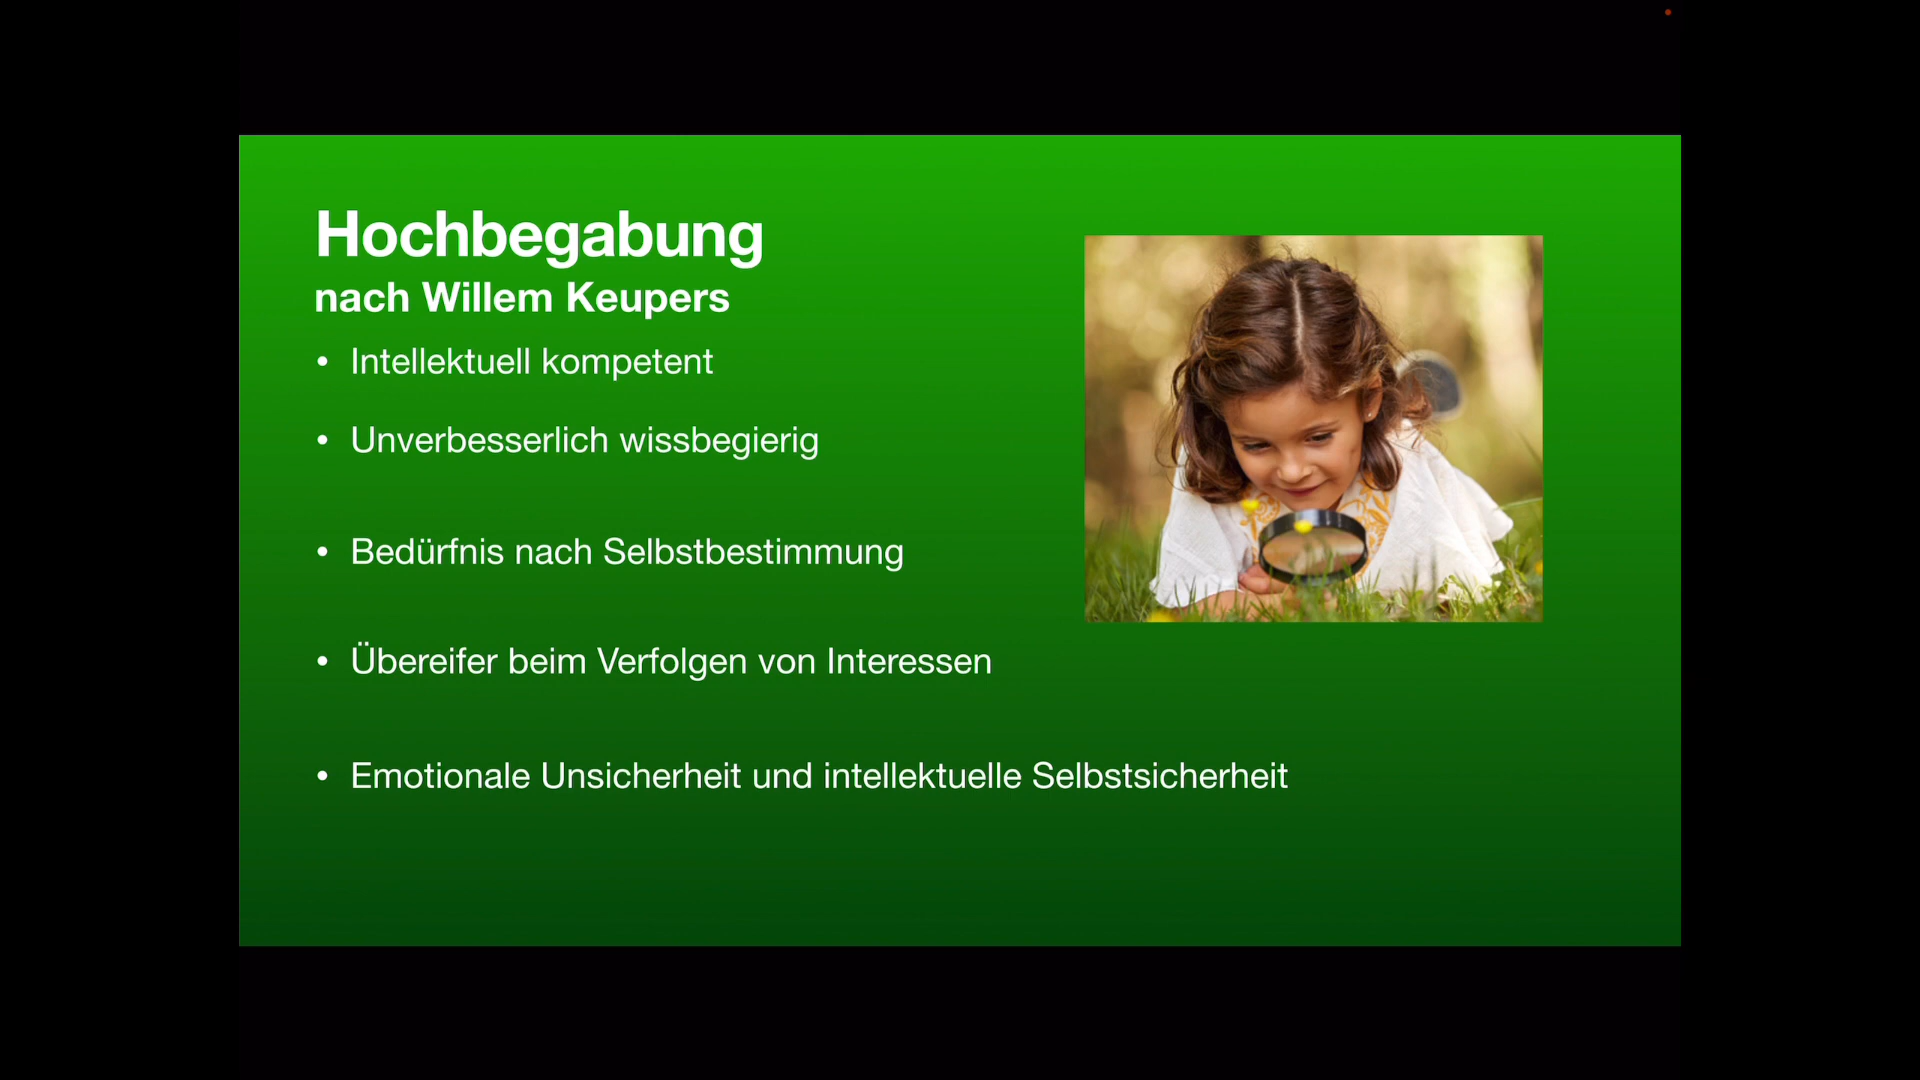 Hochbegabung
nach Willem Keupers
• Intellektuell kompetent
• Unverbesserlich wissbegierig
• Bedürfnis nach Selbstbestimmung
• Übereifer beim Verfolgen von Interessen
• Emotionale Unsicherheit und intellektuelle Selbstsicherheit